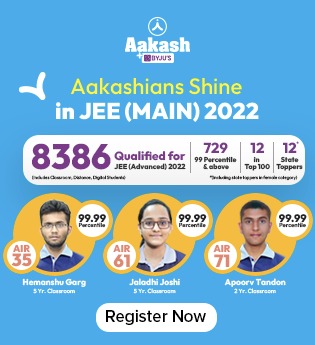 Aakash
BYJU'S
Aakashians Shine
in JEE (MAIN) 2022
8386 Qualified for JEE (Advanced) 2022
(Includes Classroom, Distance, Digital Students)
729 99 Percentile & above
12 in Top 100
12* State Toppers
*(Including state toppers in female category)
99.99 Percentile
AIR 35
Hemanshu Garg
5 Yr. Classroom
99.99 Percentile
AIR 61
Jaladhi Joshi
5 Yr. Classroom
99.99 Percentile
AIR 71
Apoorv Tandon
2 Yr. Classroom
Register Now